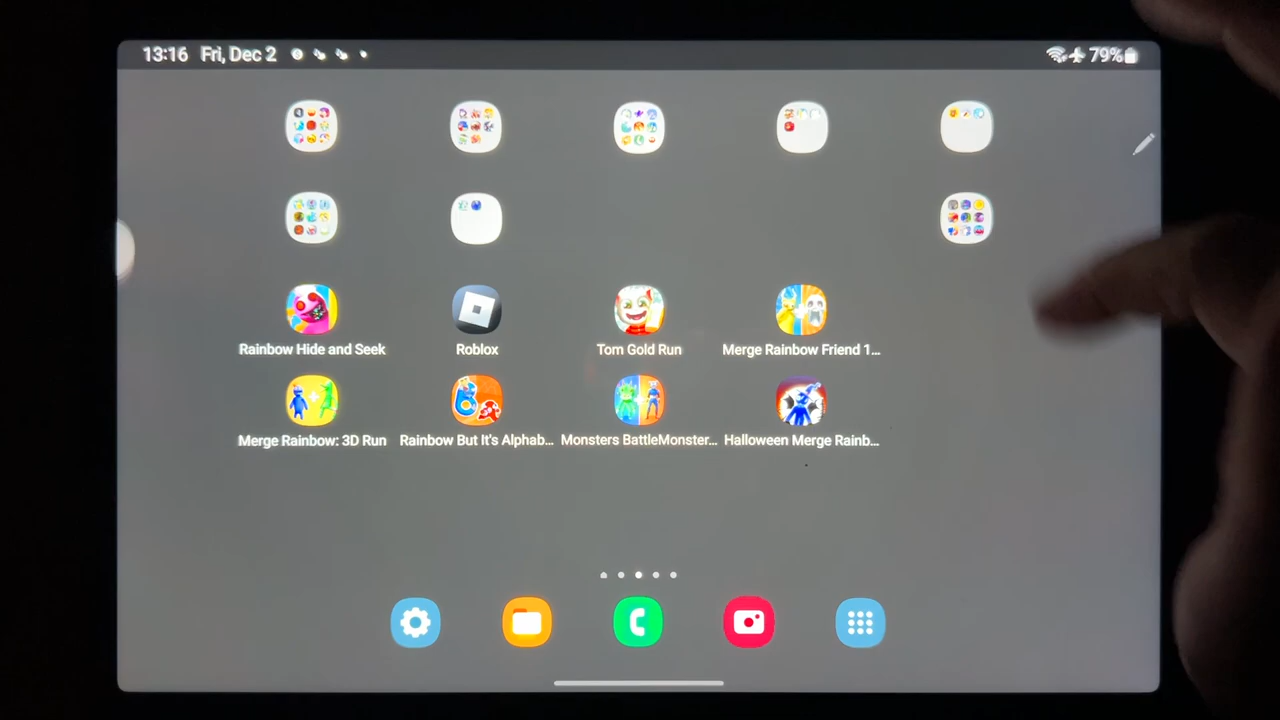 13:16 Fri, Dec 2 79%
Rainbow Hide and Seek Roblox Tom Gold Run Merge Rainbow Friend 1...
Merge Rainbow: 3D Run Rainbow But It's Alphab... Monsters BattleMonster... Halloween Merge Rainb...